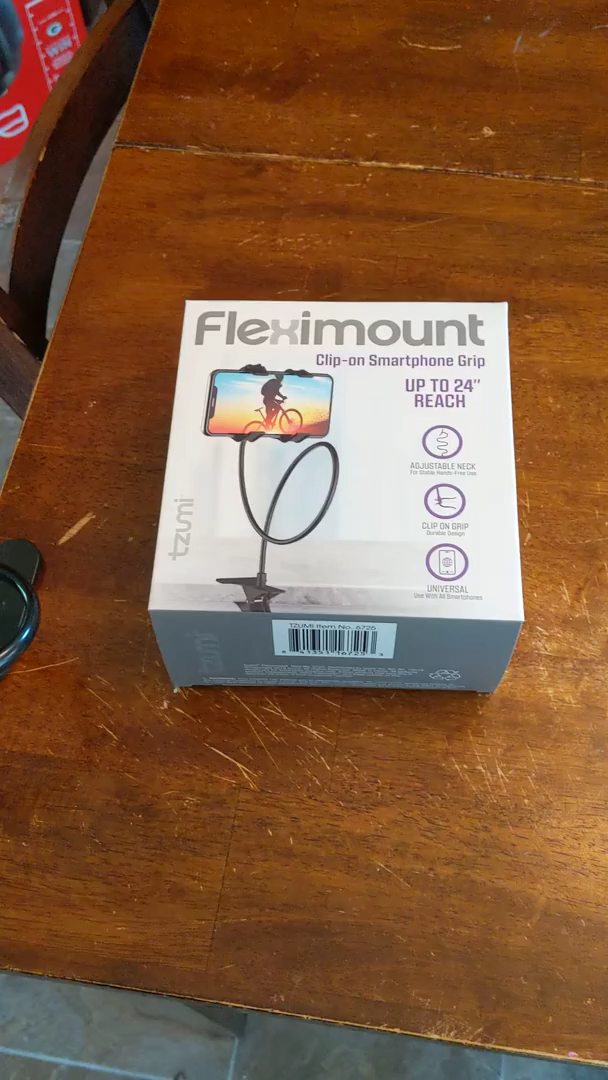 Fleximount
Clip-on Smartphone Grip
UP TO 24"
REACH
ADJUSTABLE NECK
For Stable Hands-Free Use
CLIP ON GRIP
Durable Design
UNIVERSAL
Use With All Smartphones
tzumi
tzumi
TZUMI Item No. 6725